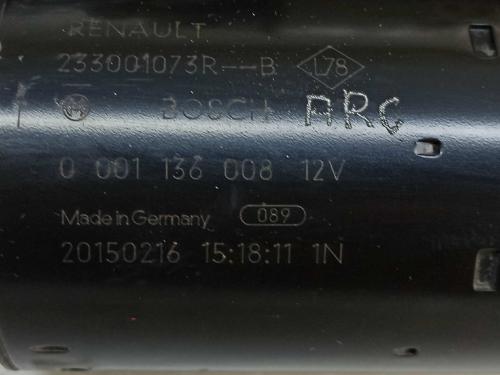 RENAULT
233001073R--B L78
BOSCH ARC
0 001 136 008 12V
Made in Germany 089
20150216 15:18:11 1N